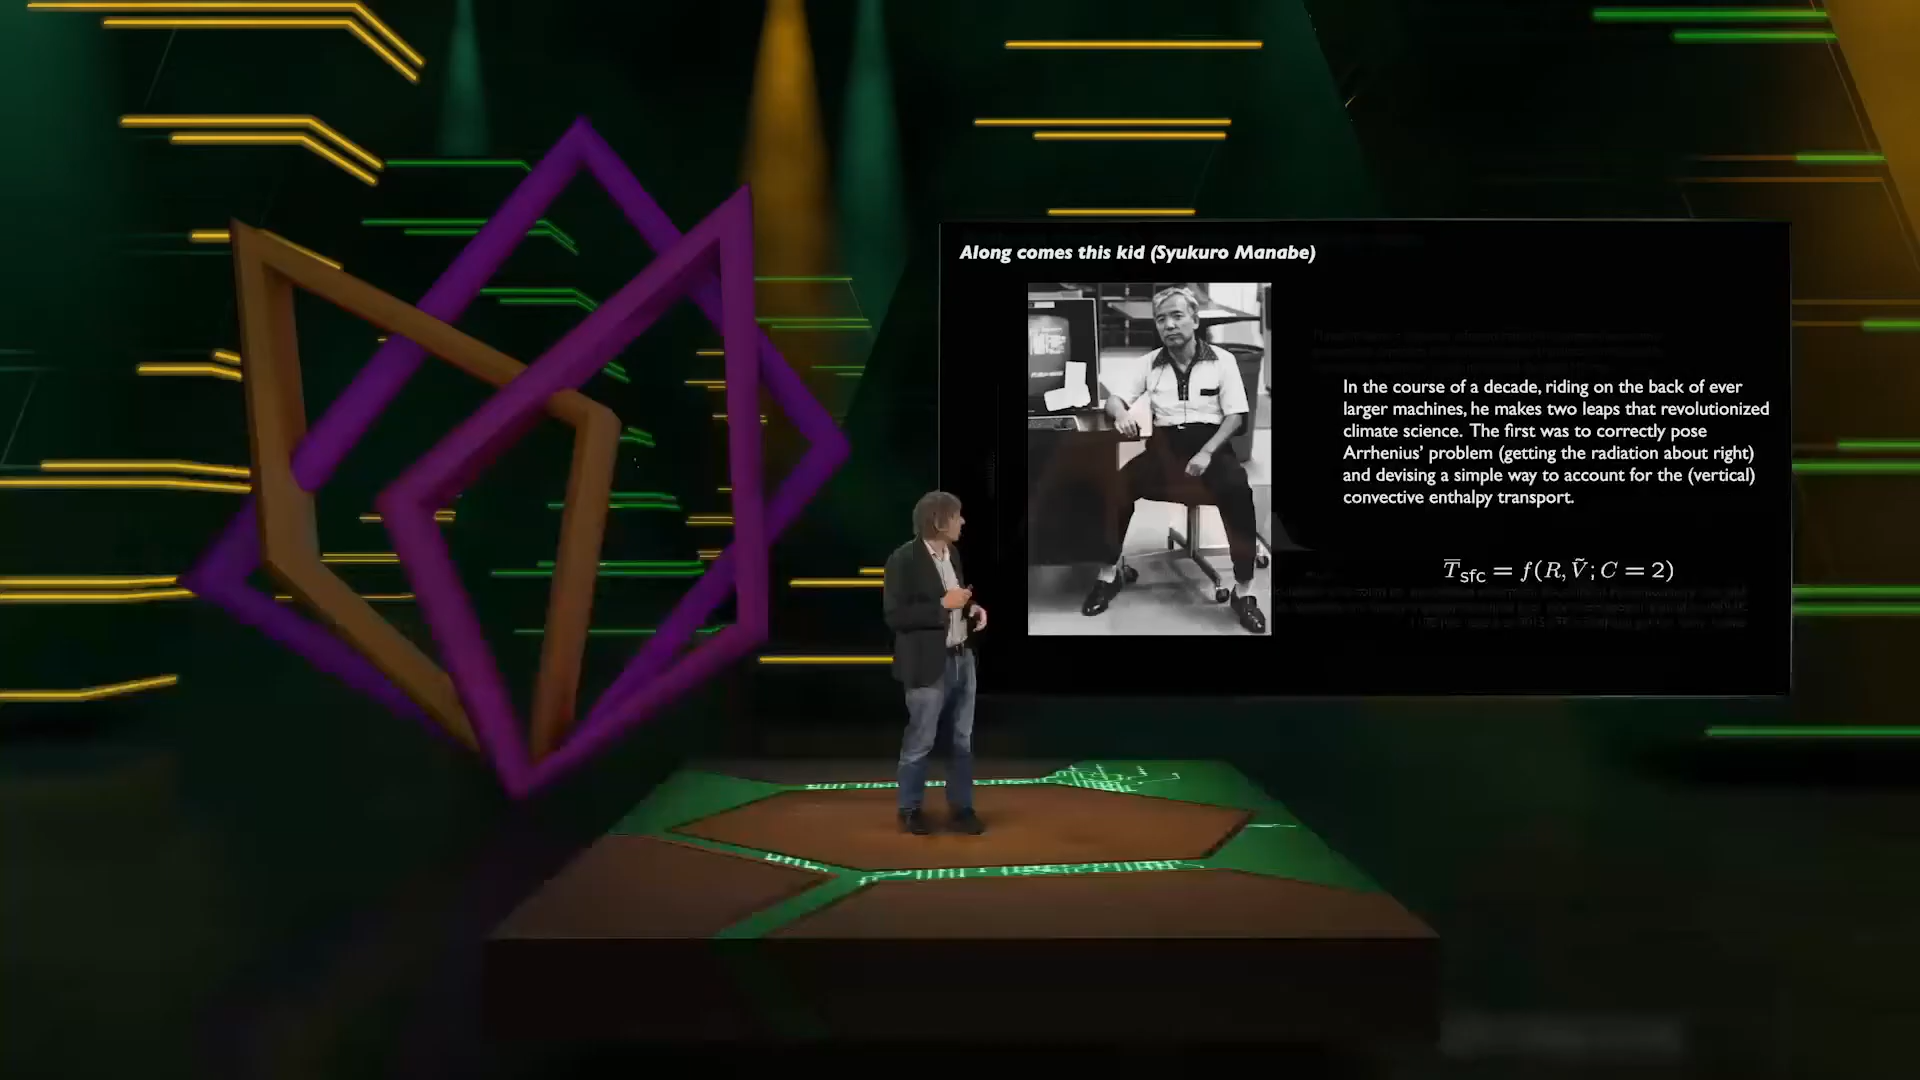 Along comes this kid (Syukuro Manabe)
In the course of a decade, riding on the back of ever
larger machines, he makes two leaps that revolutionized
climate science. The first was to correctly pose
Arrhenius' problem (getting the radiation about right)
and devising a simple way to account for the (vertical)
convective enthalpy transport.
T̅sfc = f(R, Ṽ; C = 2)